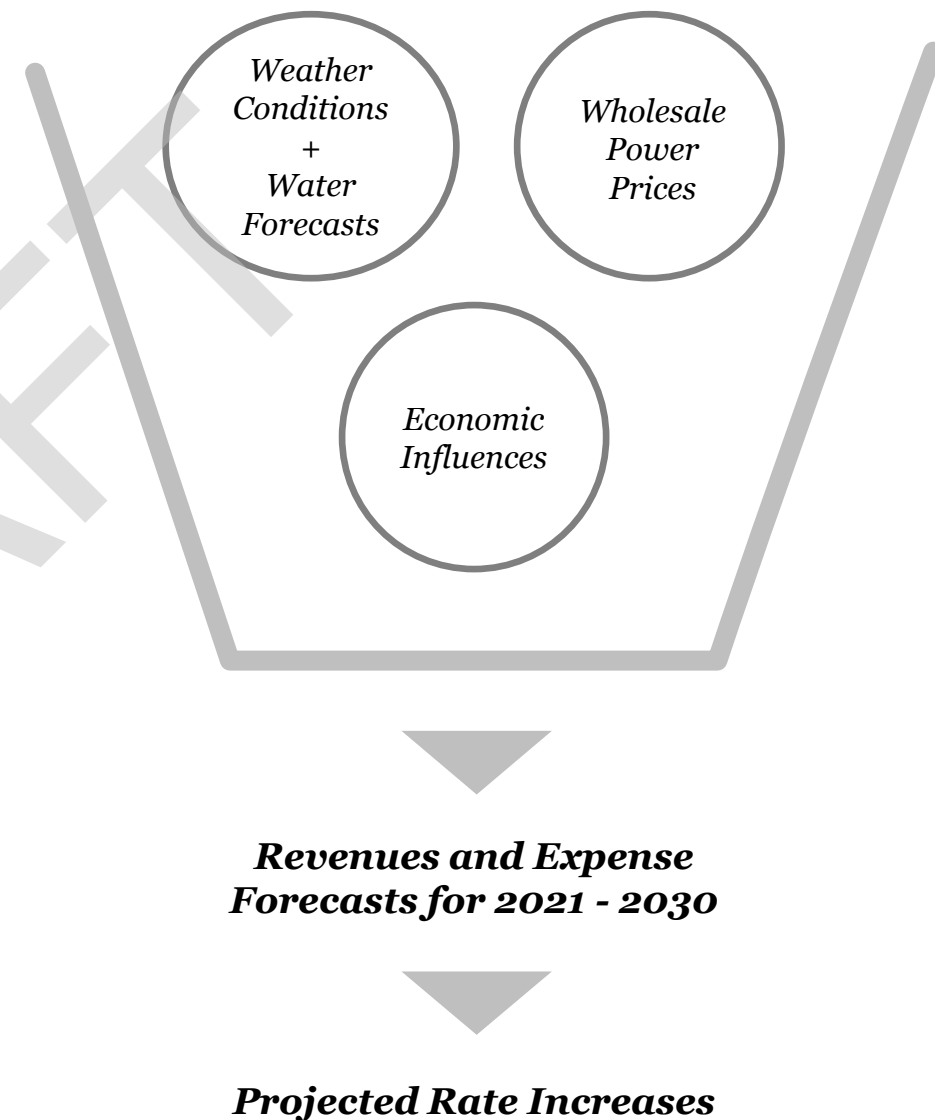 Weather
Conditions
+
Water
Forecasts
Wholesale
Power
Prices
Economic
Influences
Revenues and Expense
Forecasts for 2021 - 2030
Projected Rate Increases